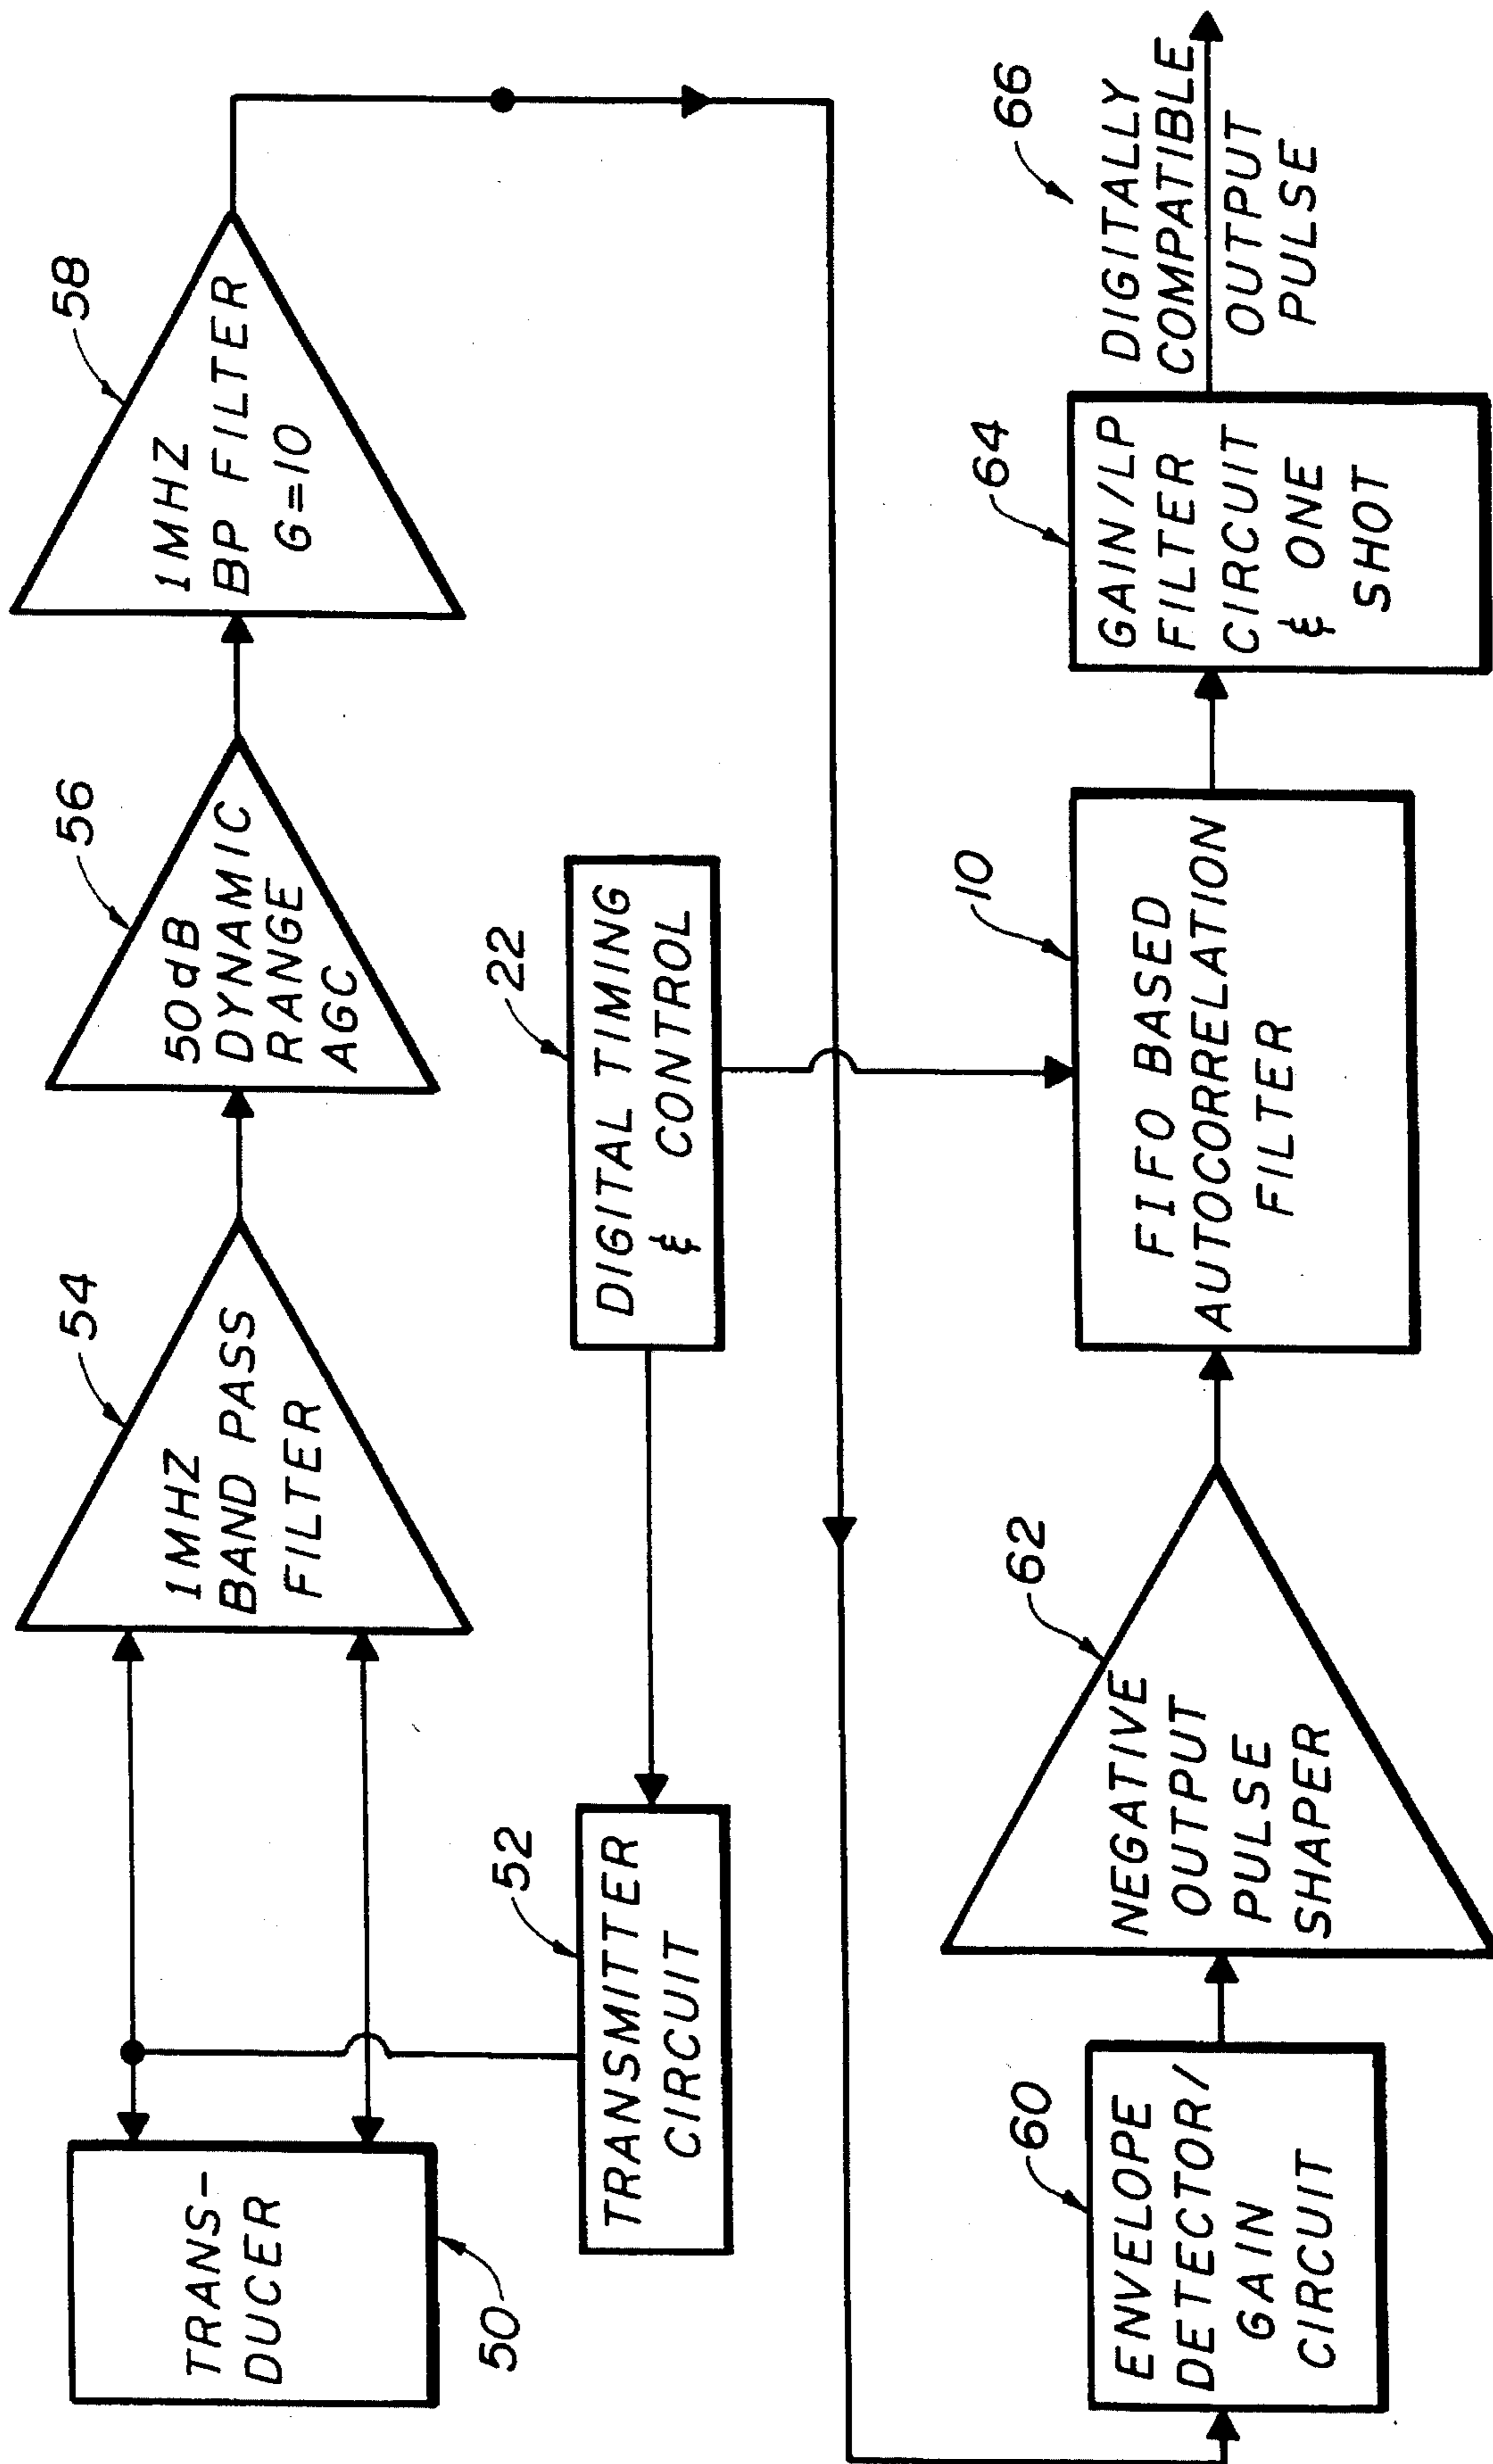 TRANS-
DUCER
50
1MHZ
BAND PASS
FILTER
54
50dB
DYNAMIC
RANGE
AGC
56
1MHZ
BP FILTER
G=10
58
TRANSMITTER
CIRCUIT
52
DIGITAL TIMING
& CONTROL
22
ENVELOPE
DETECTOR/
GAIN
CIRCUIT
60
NEGATIVE
OUTPUT
PULSE
SHAPER
62
FIFO BASED
AUTOCORRELATION
FILTER
10
GAIN/LP
FILTER
CIRCUIT
& ONE
SHOT
64
DIGITALLY
COMPATIBLE
OUTPUT
PULSE
66